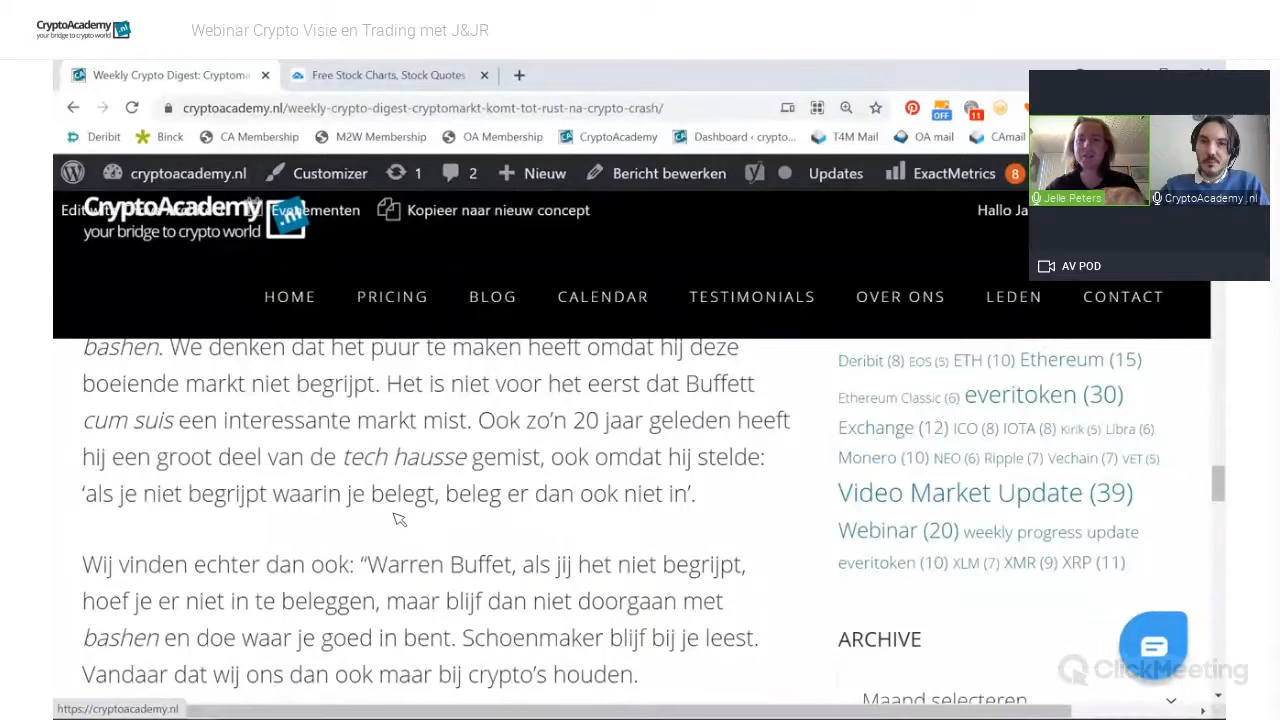 CryptoAcademy .nl
your bridge to crypto world
Webinar Crypto Visie en Trading met J&JR
Weekly Crypto Digest: Cryptoma
Free Stock Charts, Stock Quotes
cryptoacademy.nl/weekly-crypto-digest-cryptomarkt-komt-tot-rust-na-crypto-crash/
OFF
11
Deribit
Binck
CA Membership
M2W Membership
OA Membership
CryptoAcademy
Dashboard ‹ crypto...
T4M Mail
OA mail
CAmail
cryptoacademy.nl
Customizer
1
2
Nieuw
Bericht bewerken
Updates
ExactMetrics
8
Evenementen
Kopieer naar nieuw concept
Hallo Ja
CryptoAcademy .nl
your bridge to crypto world
Jelle Peters
CryptoAcademy .nl
AV POD
HOME PRICING BLOG CALENDAR TESTIMONIALS OVER ONS LEDEN CONTACT
bashen. We denken dat het puur te maken heeft omdat hij deze
boeiende markt niet begrijpt. Het is niet voor het eerst dat Buffett
cum suis een interessante markt mist. Ook zo’n 20 jaar geleden heeft
hij een groot deel van de tech hausse gemist, ook omdat hij stelde:
‘als je niet begrijpt waarin je belegt, beleg er dan ook niet in’.
Wij vinden echter dan ook: “Warren Buffet, als jij het niet begrijpt,
hoef je er niet in te beleggen, maar blijf dan niet doorgaan met
bashen en doe waar je goed in bent. Schoenmaker blijf bij je leest.
Vandaar dat wij ons dan ook maar bij crypto’s houden.
Deribit (8) EOS (5) ETH (10) Ethereum (15)
Ethereum Classic (6) everitoken (30)
Exchange (12) ICO (8) IOTA (8) Kirik (5) Libra (6)
Monero (10) NEO (6) Ripple (7) Vechain (7) VET (5)
Video Market Update (39)
Webinar (20) weekly progress update
everitoken (10) XLM (7) XMR (9) XRP (11)
ARCHIVE
Maand selecteren
ClickMeeting
https://cryptoacademy.nl